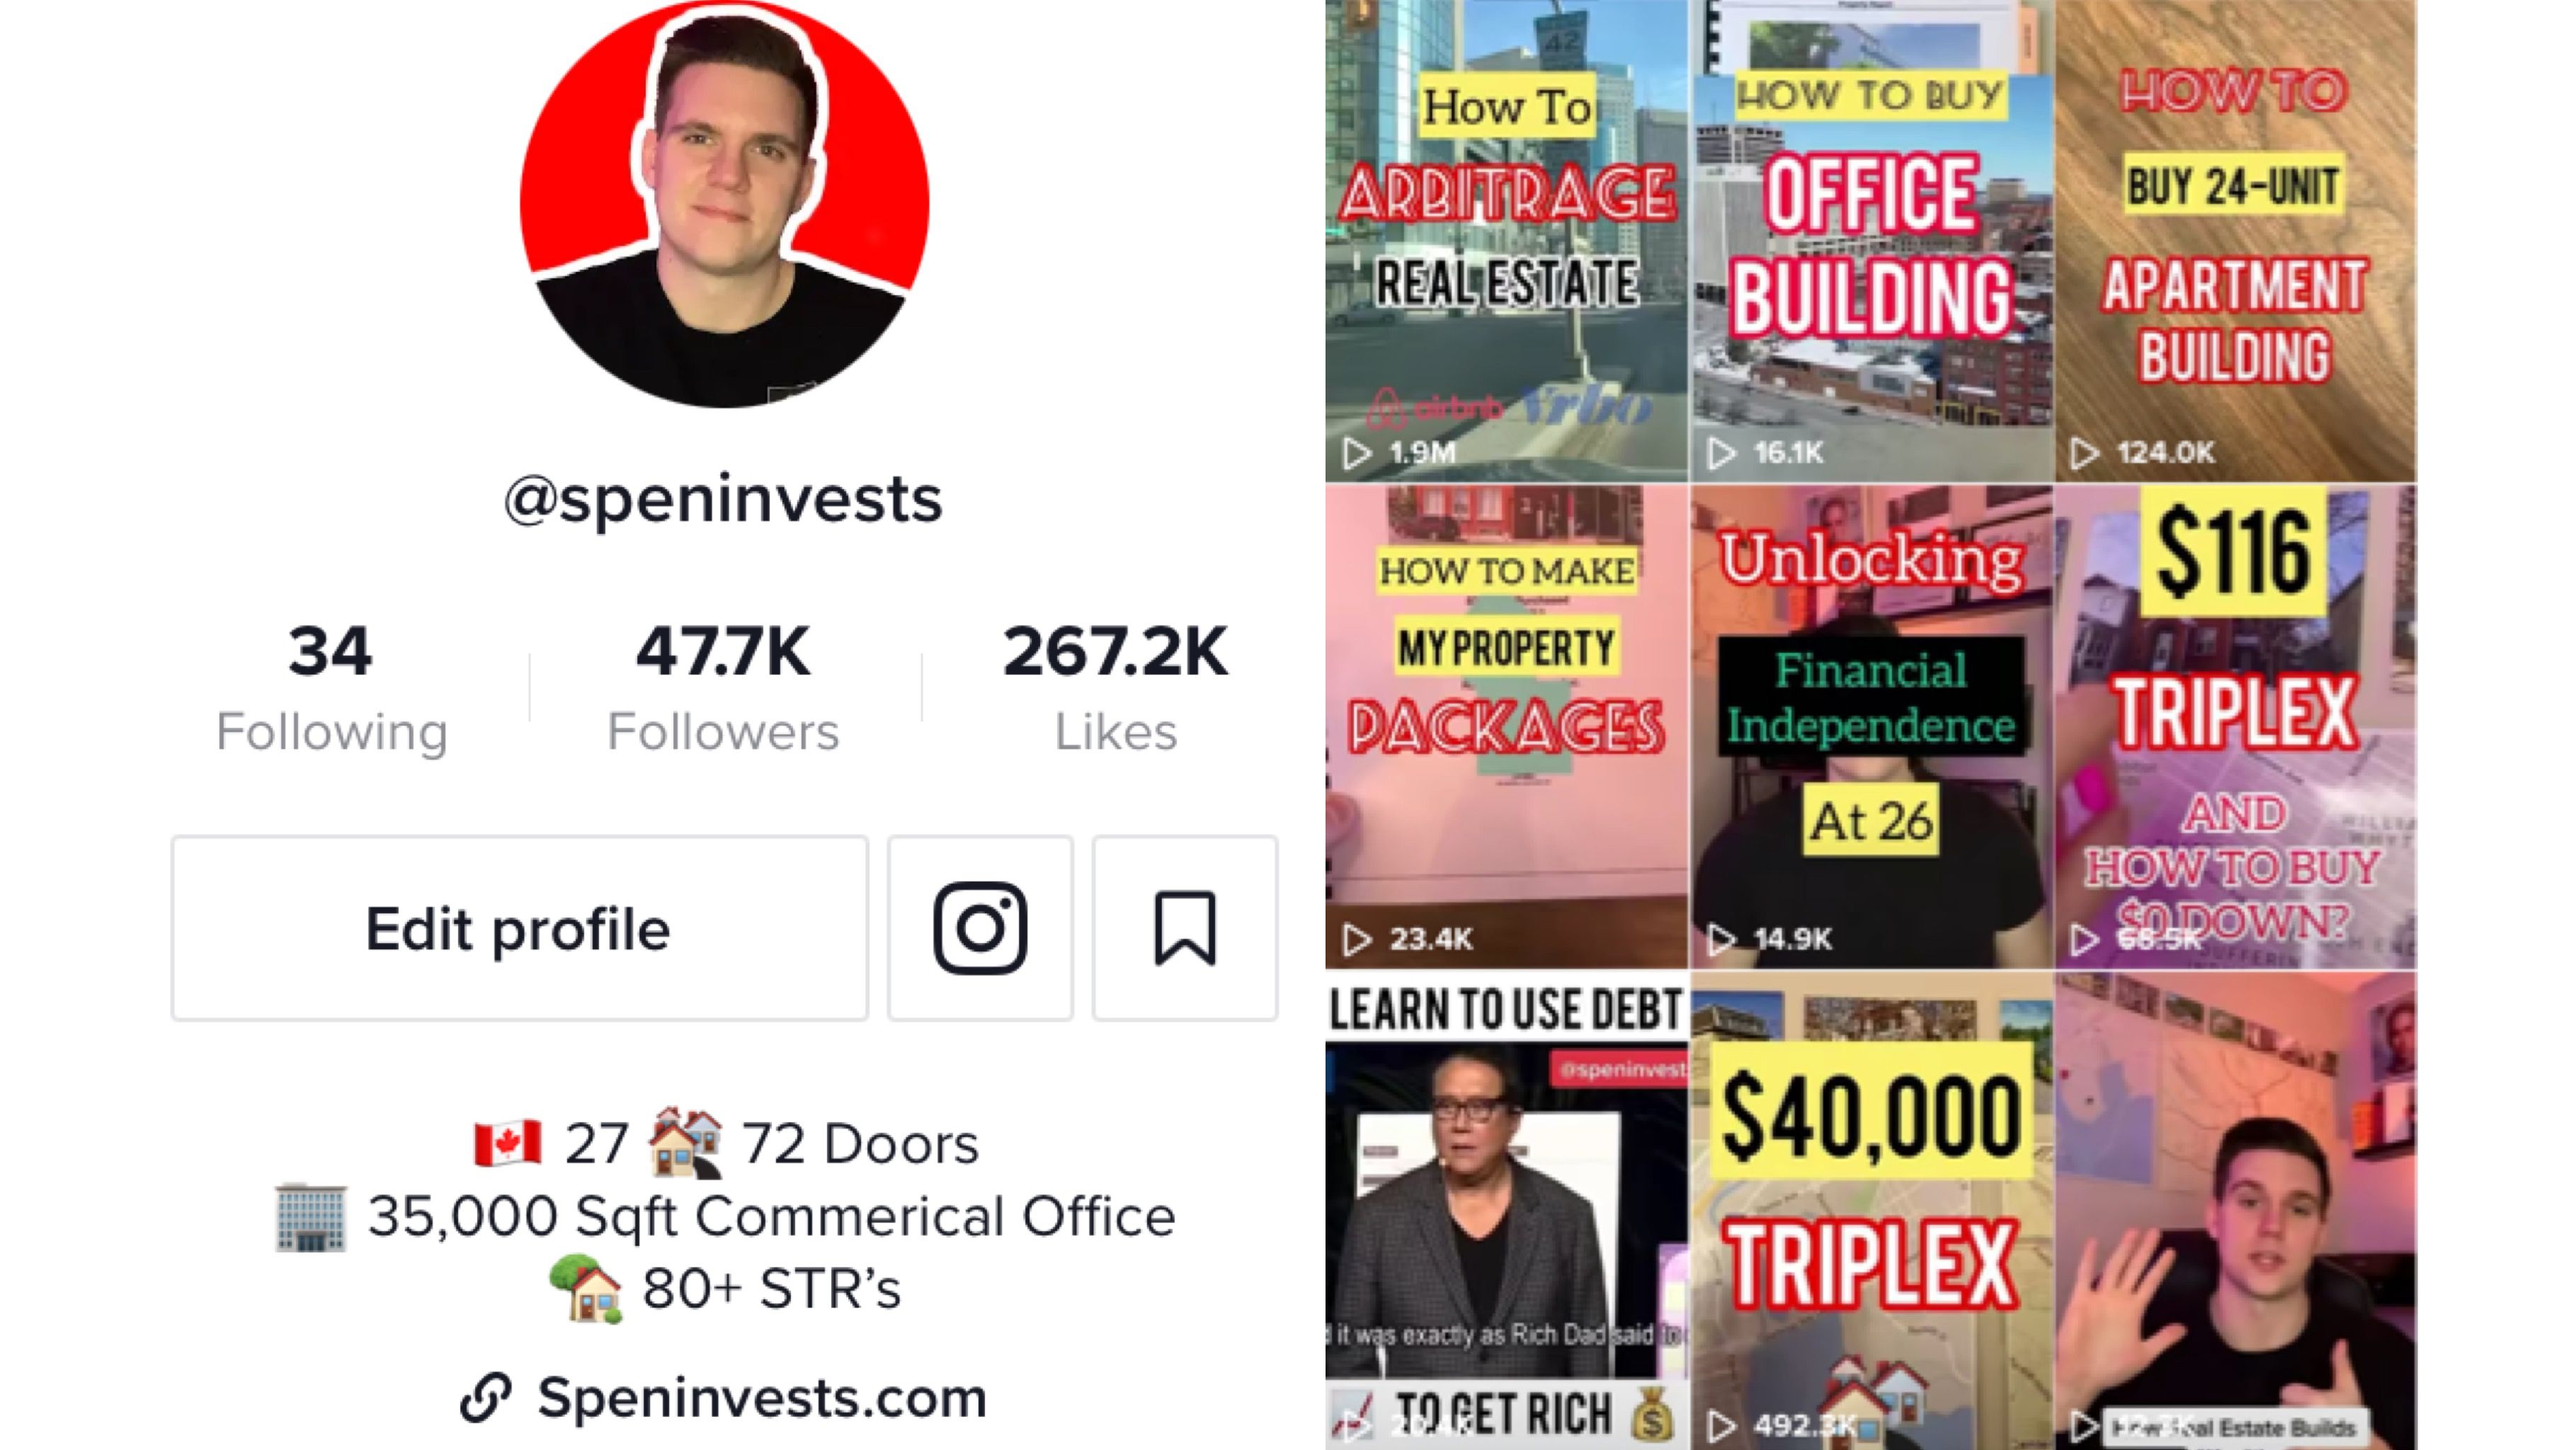 @speninvests
34
47.7K
267.2K
Following
Followers
Likes
Edit profile
27 72 Doors
35,000 Sqft Commerical Office
80+ STR’s
Speninvests.com
42
How To
ARBITRAGE
REAL ESTATE
airbnb Vrbo
1.9M
HOW TO BUY
OFFICE
BUILDING
16.1K
HOW TO
BUY 24-UNIT
APARTMENT
BUILDING
124.0K
HOW TO MAKE
MY PROPERTY
PACKAGES
23.4K
Unlocking
Financial
Independence
At 26
14.9K
$116
TRIPLEX
AND
HOW TO BUY
$0 DOWN?
68.5K
LEARN TO USE DEBT
@speninvest
it was exactly as Rich Dad said to
TO GET RICH
$40,000
TRIPLEX
492.3K
How Real Estate Builds